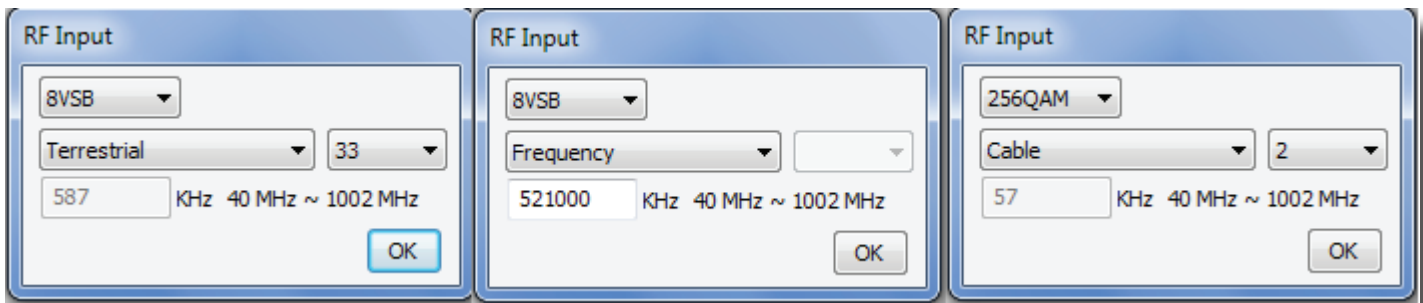 RF Input
8VSB
Terrestrial 33
587 KHz 40 MHz ~ 1002 MHz
OK
RF Input
8VSB
Frequency
521000 KHz 40 MHz ~ 1002 MHz
OK
RF Input
256QAM
Cable 2
57 KHz 40 MHz ~ 1002 MHz
OK